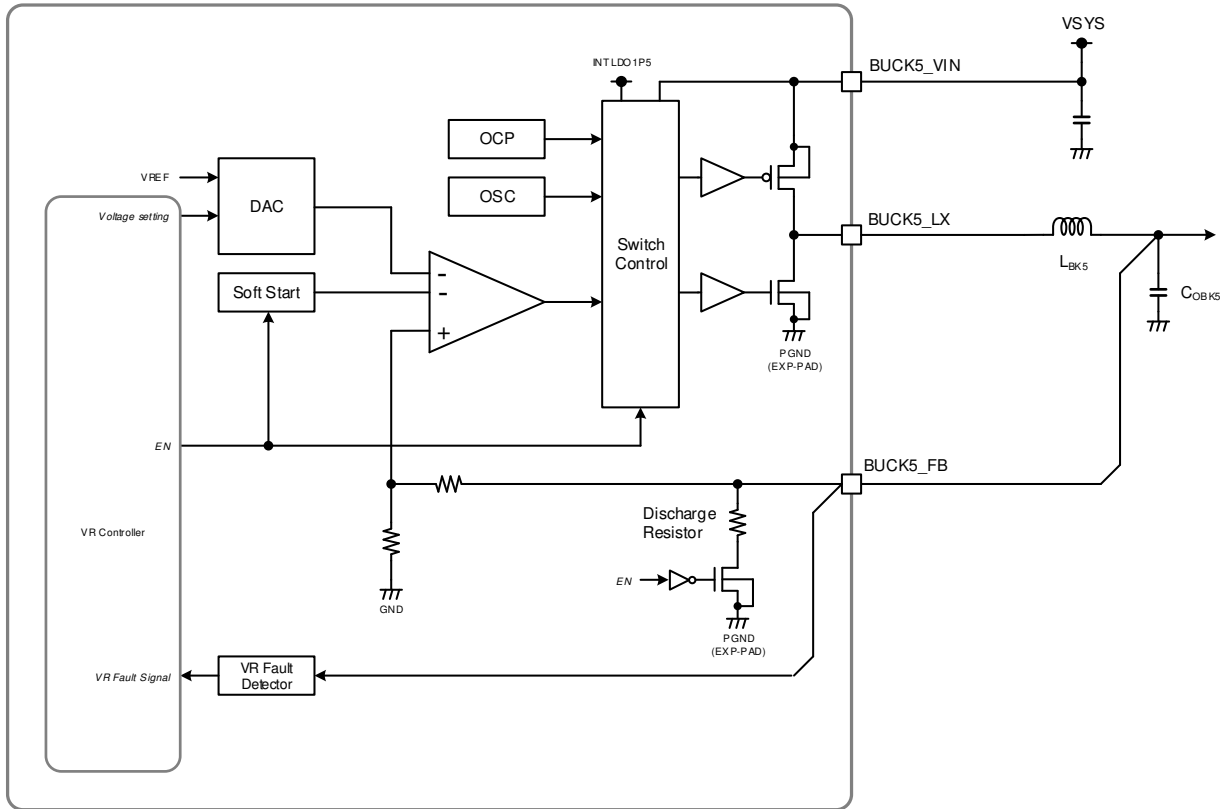 VSYS
BUCK5_VIN
INTLDO1P5
OCP
VREF
DAC
OSC
Voltage setting
Switch
Control
BUCK5_LX
LBK5
Soft Start
-
-
+
COBK5
PGND
(EXP-PAD)
EN
BUCK5_FB
Discharge
Resistor
VR Controller
EN
GND
PGND
(EXP-PAD)
VR Fault Signal
VR Fault
Detector